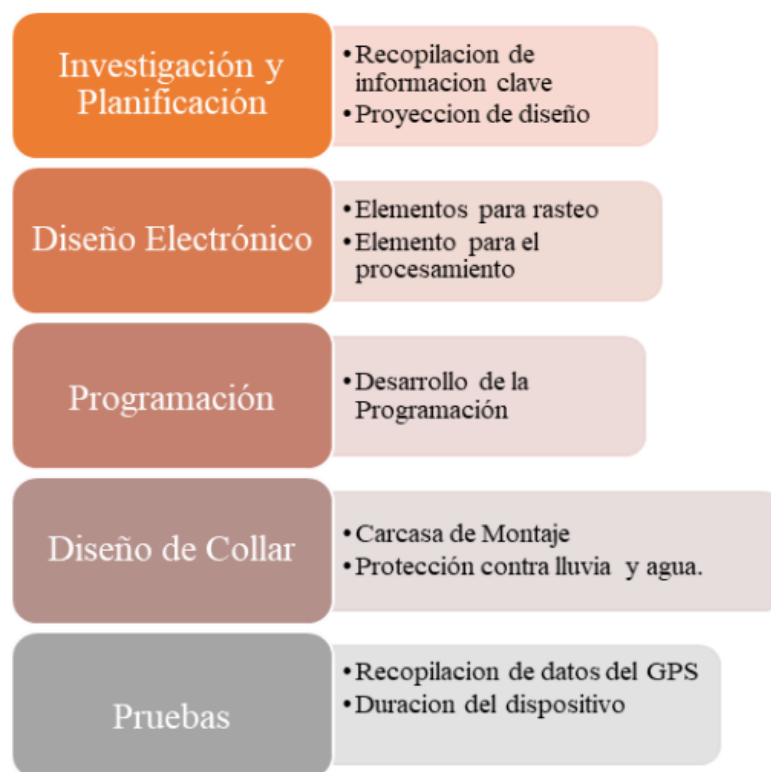 Investigación y
Planificación
•Recopilacion de
informacion clave
•Proyeccion de diseño
Diseño Electrónico
•Elementos para rasteo
•Elemento para el
procesamiento
Programación
•Desarrollo de la
Programación
Diseño de Collar
•Carcasa de Montaje
•Protección contra lluvia y agua.
Pruebas
•Recopilacion de datos del GPS
•Duracion del dispositivo